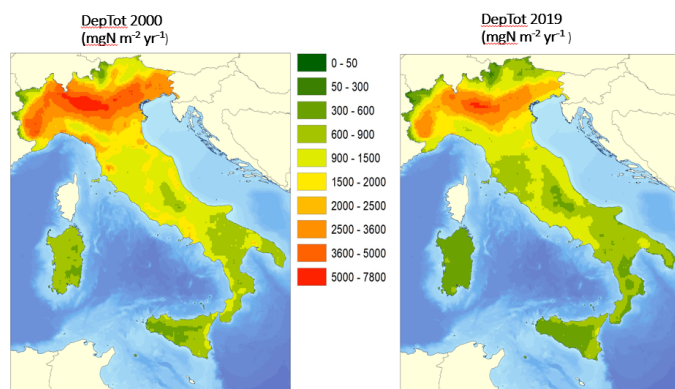 DepTot 2000
(mgN m⁻² yr⁻¹)
DepTot 2019
(mgN m⁻² yr⁻¹ )
0 - 50
50 - 300
300 - 600
600 - 900
900 - 1500
1500 - 2000
2000 - 2500
2500 - 3600
3600 - 5000
5000 - 7800